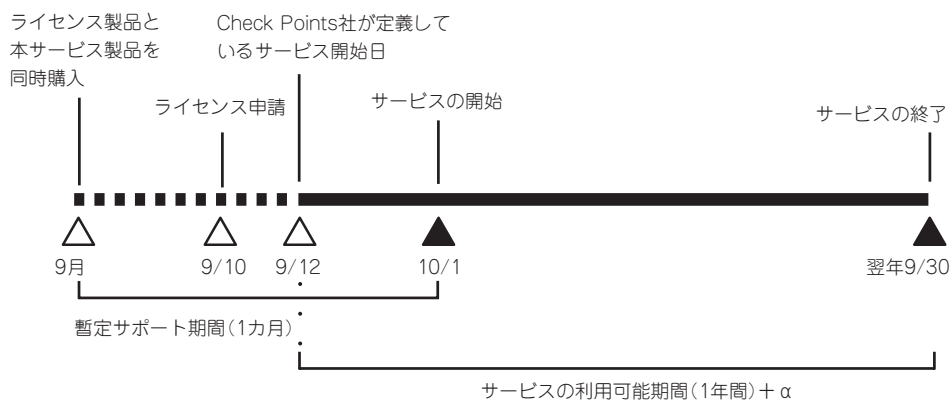 ライセンス製品と
本サービス製品を
同時購入
Check Points社が定義して
いるサービス開始日
ライセンス申請
サービスの開始
サービスの終了
9月
9/10
9/12
10/1
翌年9/30
暫定サポート期間(1カ月)
サービスの利用可能期間(1年間)+α